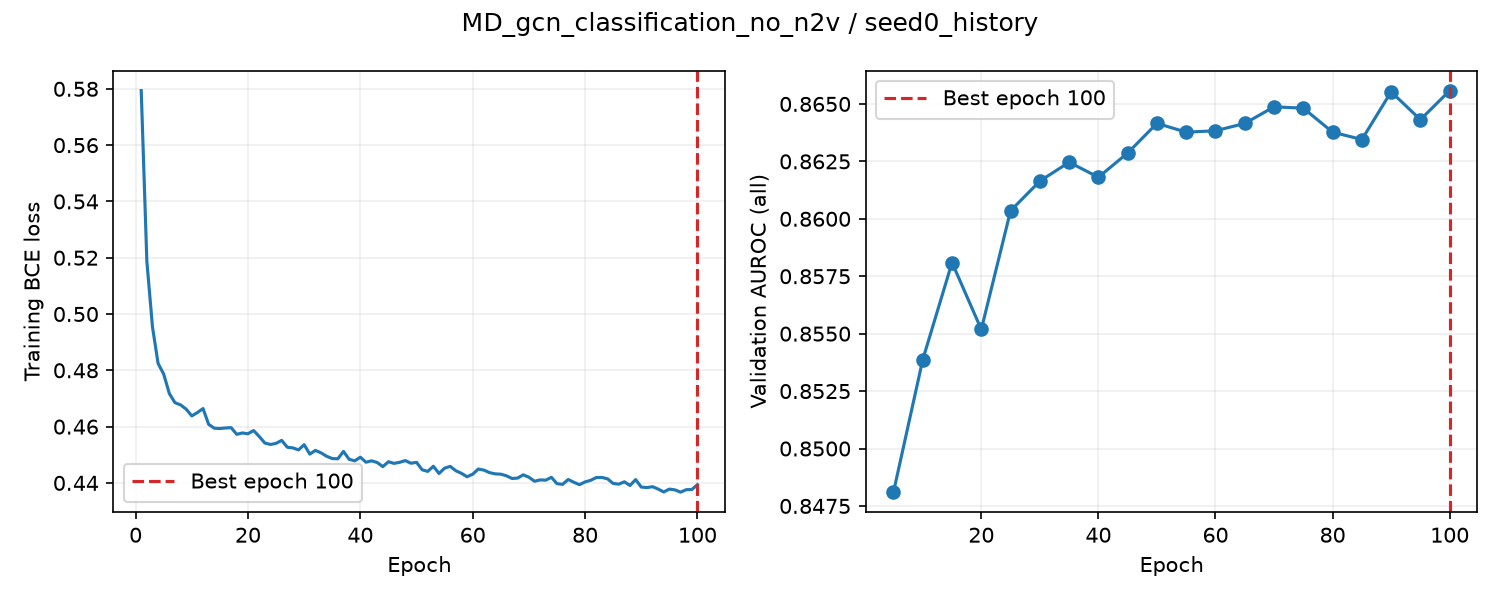 MD_gcn_classification_no_n2v / seed0_history
Training BCE loss
0.58
0.56
0.54
0.52
0.50
0.48
0.46
0.44
Best epoch 100
0 20 40 60 80 100
Epoch
Validation AUROC (all)
0.8650
0.8625
0.8600
0.8575
0.8550
0.8525
0.8500
0.8475
Best epoch 100
20 40 60 80 100
Epoch